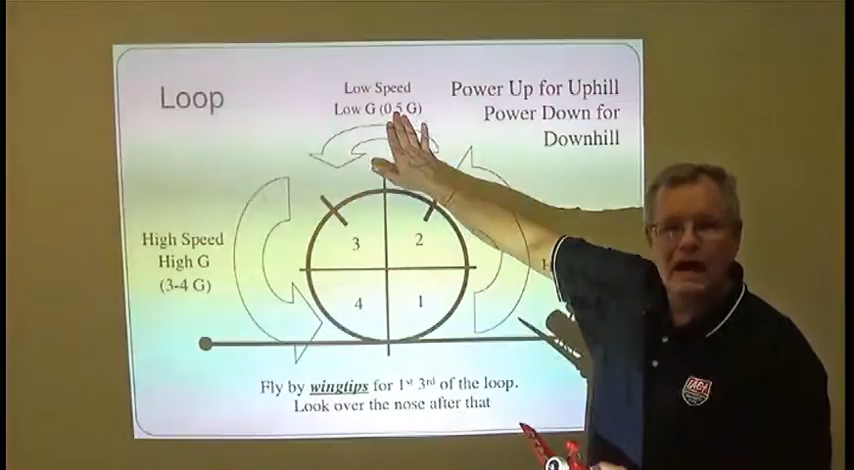 Loop
Low Speed
Low G (0.5 G)
Power Up for Uphill
Power Down for
Downhill
High Speed
High G
(3-4 G)
3
2
4
1
Fly by wingtips for 1st 3rd of the loop.
Look over the nose after that